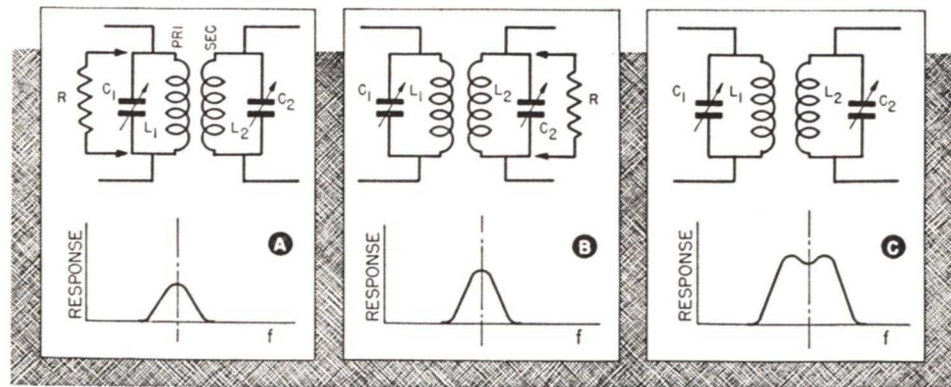 PRI
SEC
R
C1
L1
L2
C2
A
RESPONSE
f
C1
L1
L2
C2
R
B
RESPONSE
f
C1
L1
L2
C2
C
RESPONSE
f